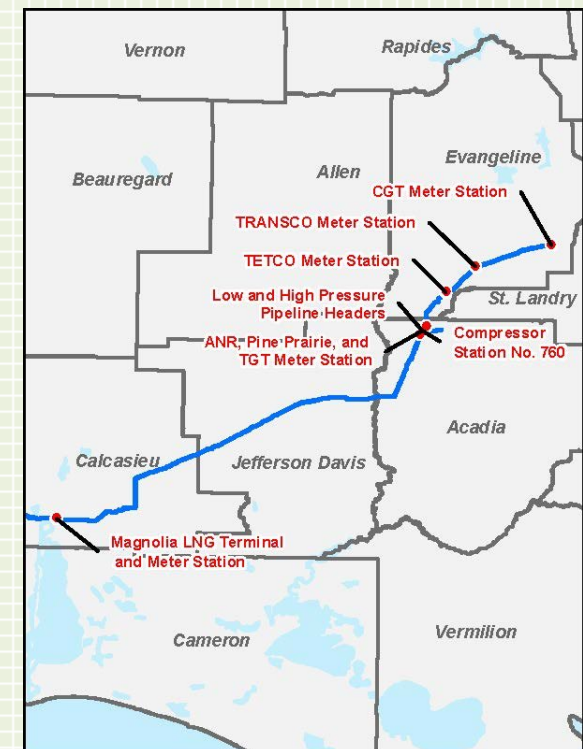 Vernon
Rapides
Evangeline
Beauregard
Allen
CGT Meter Station
TRANSCO Meter Station
TETCO Meter Station
Low and High Pressure
Pipeline Headers
St. Landry
ANR, Pine Prairie, and
TGT Meter Station
Compressor
Station No. 760
Acadia
Calcasieu
Jefferson Davis
Magnolia LNG Terminal
and Meter Station
Cameron
Vermilion